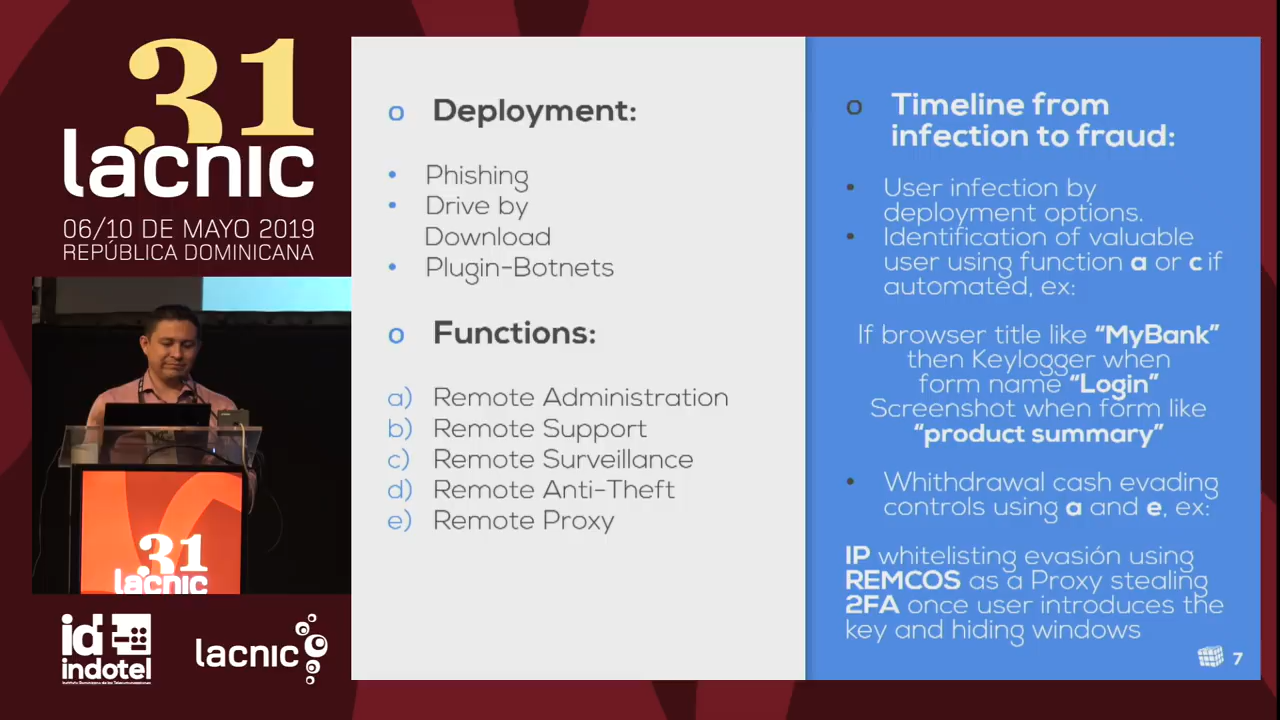 31
lacnic
06/10 DE MAYO 2019
REPÚBLICA DOMINICANA
31
lacnic
id
indotel
lacnic
o Deployment:
• Phishing
• Drive by
Download
• Plugin-Botnets
o Functions:
a) Remote Administration
b) Remote Support
c) Remote Surveillance
d) Remote Anti-Theft
e) Remote Proxy
o Timeline from
infection to fraud:
• User infection by
deployment options.
• Identification of valuable
user using function a or c if
automated, ex:
If browser title like “MyBank”
then Keylogger when
form name “Login”
Screenshot when form like
“product summary”
• Whithdrawal cash evading
controls using a and e, ex:
IP whitelisting evasión using
REMCOS as a Proxy stealing
2FA once user introduces the
key and hiding windows
7